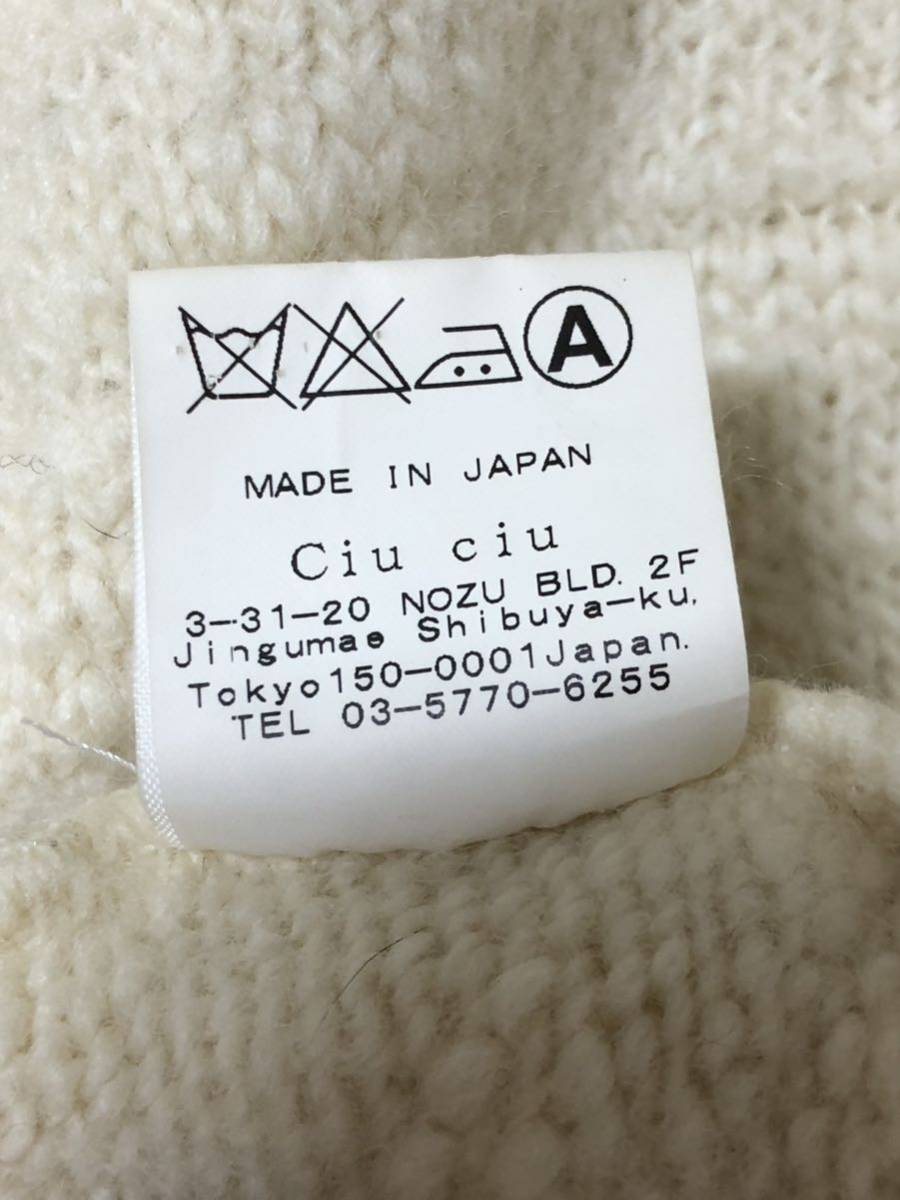 A
MADE IN JAPAN
Ciu ciu
3-31-20 NOZU BLD. 2F
Jingumae Shibuya-ku,
Tokyo150-0001Japan.
TEL 03-5770-6255